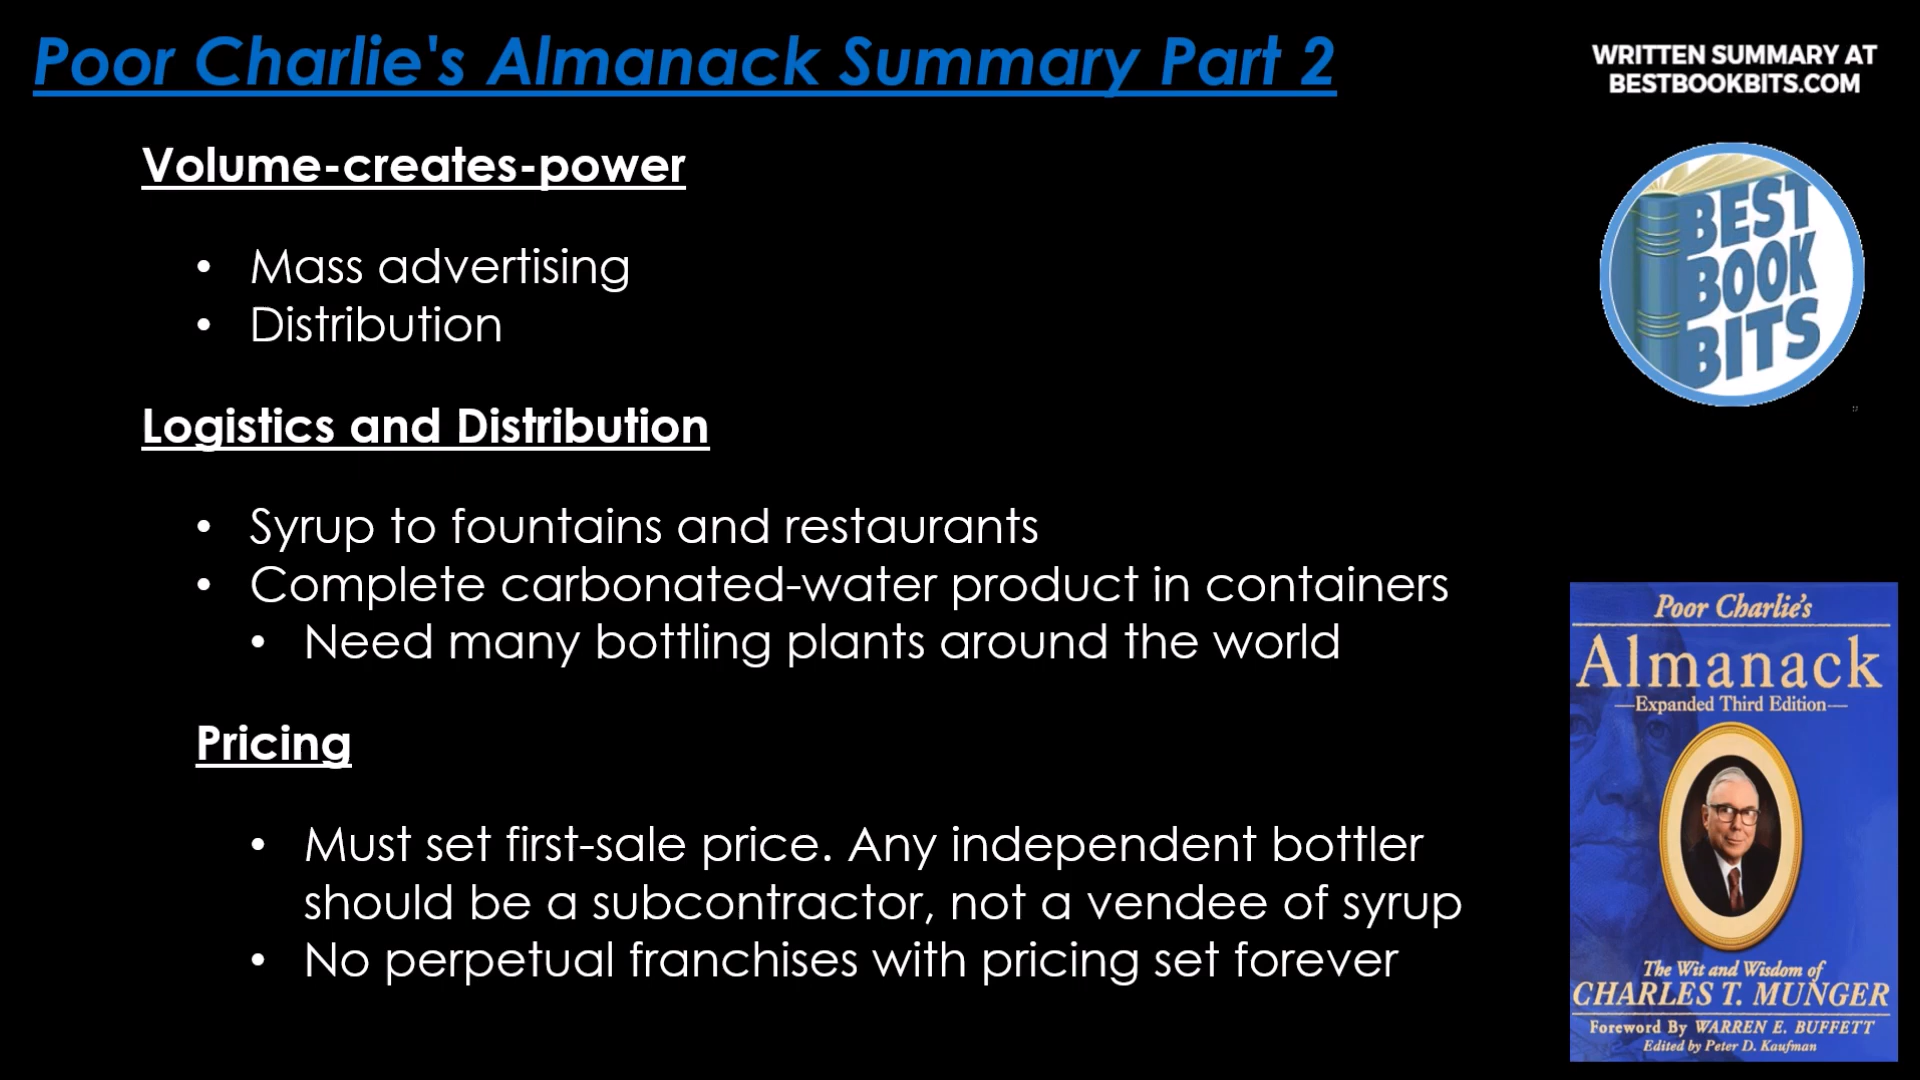 Poor Charlie's Almanack Summary Part 2
WRITTEN SUMMARY AT
BESTBOOKBITS.COM
Volume-creates-power
• Mass advertising
• Distribution
BEST
BOOK
BITS
Logistics and Distribution
• Syrup to fountains and restaurants
• Complete carbonated-water product in containers
• Need many bottling plants around the world
Pricing
• Must set first-sale price. Any independent bottler
should be a subcontractor, not a vendee of syrup
• No perpetual franchises with pricing set forever
Poor Charlie's
Almanack
—Expanded Third Edition—
The Wit and Wisdom of
CHARLES T. MUNGER
Foreword By WARREN E. BUFFETT
Edited by Peter D. Kaufman